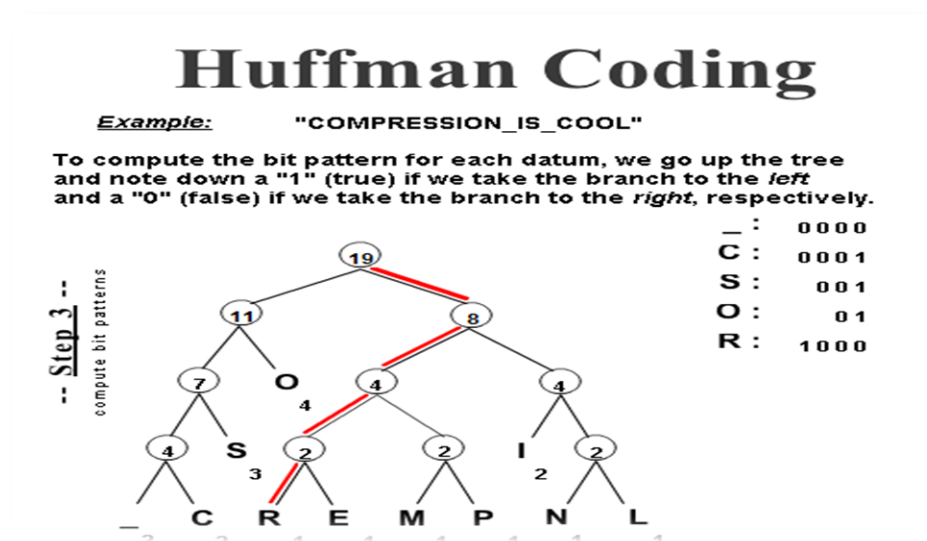 Huffman Coding
Example: "COMPRESSION_IS_COOL"
To compute the bit pattern for each datum, we go up the tree
and note down a "1" (true) if we take the branch to the left
and a "0" (false) if we take the branch to the right, respectively.
_ : 0000
C : 0001
S : 001
O : 01
R : 1000
-- Step 3 --
compute bit patterns
19
11 8
7 O 4 4
4
4 S 2 2 I 2
3 2
_ C R E M P N L